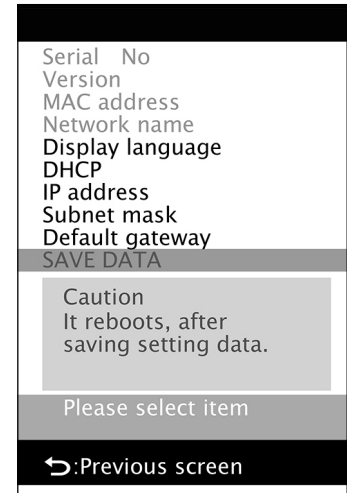 Serial No
Version
MAC address
Network name
Display language
DHCP
IP address
Subnet mask
Default gateway
SAVE DATA
Caution
It reboots, after
saving setting data.
Please select item
⮌:Previous screen